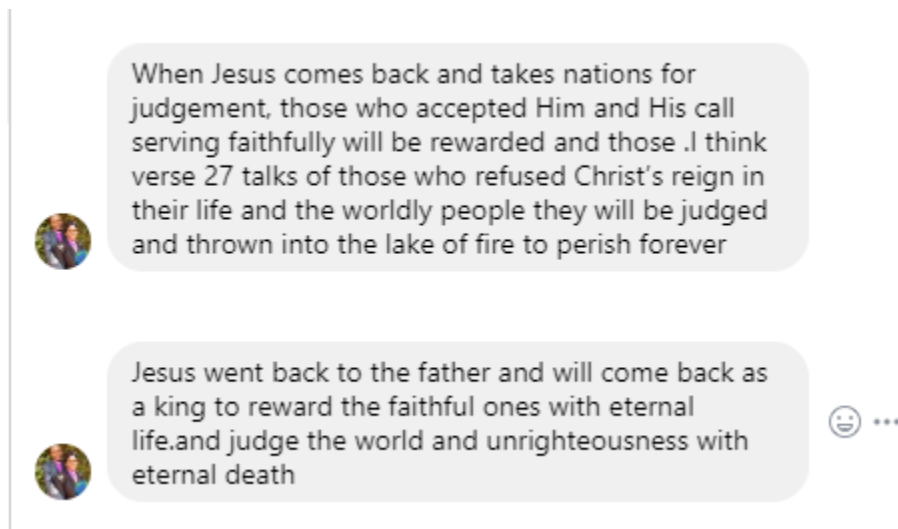 When Jesus comes back and takes nations for
judgement, those who accepted Him and His call
serving faithfully will be rewarded and those .I think
verse 27 talks of those who refused Christ's reign in
their life and the worldly people they will be judged
and thrown into the lake of fire to perish forever
Jesus went back to the father and will come back as
a king to reward the faithful ones with eternal
life.and judge the world and unrighteousness with
eternal death